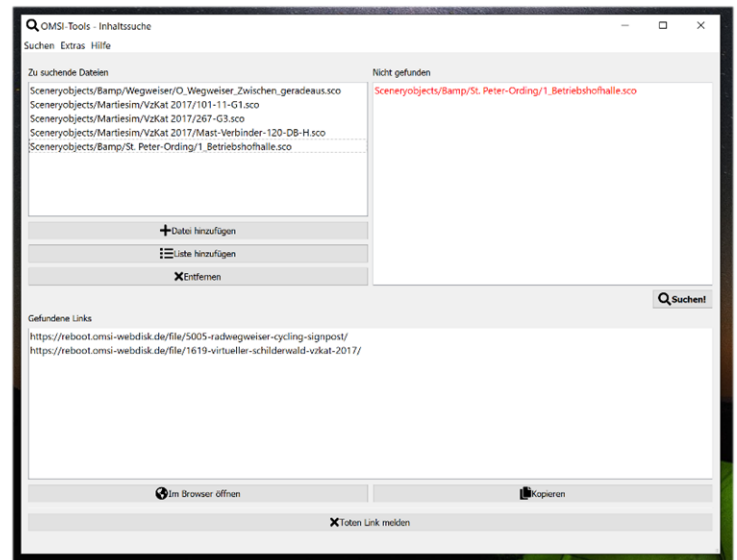 OMSI-Tools - Inhaltssuche
Suchen Extras Hilfe
Zu suchende Dateien
Sceneryobjects/Bamp/Wegweiser/O_Wegweiser_Zwischen_geradeaus.sco
Sceneryobjects/Martiesim/VzKat 2017/101-11-G1.sco
Sceneryobjects/Martiesim/VzKat 2017/267-G3.sco
Sceneryobjects/Martiesim/VzKat 2017/Mast-Verbinder-120-DB-H.sco
Sceneryobjects/Bamp/St. Peter-Ording/1_Betriebshofhalle.sco
Datei hinzufügen
Liste hinzufügen
Entfernen
Nicht gefunden
Sceneryobjects/Bamp/St. Peter-Ording/1_Betriebshofhalle.sco
Suchen!
Gefundene Links
https://reboot.omsi-webdisk.de/file/5005-radwegweiser-cycling-signpost/
https://reboot.omsi-webdisk.de/file/1619-virtueller-schilderwald-vzkat-2017/
Im Browser öffnen
Kopieren
Toten Link melden